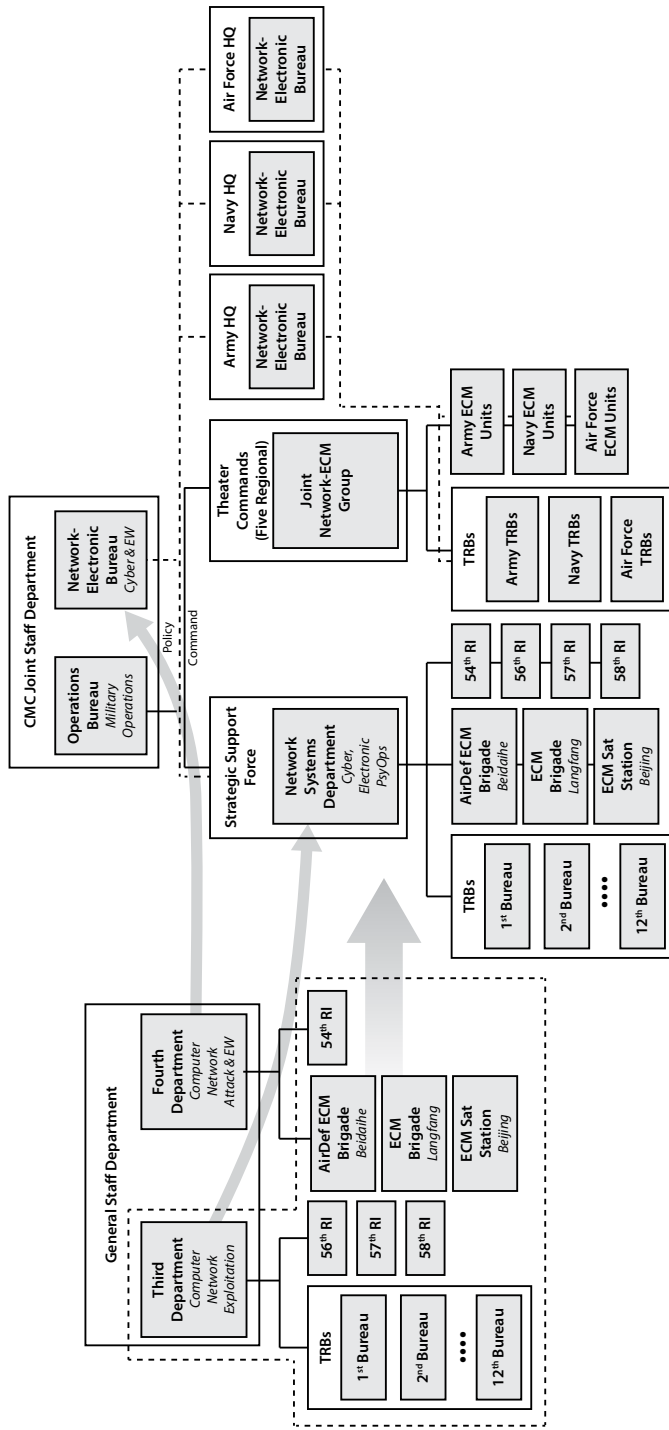 General Staff Department
Third
Department
Computer
Network
Exploitation
Fourth
Department
Computer
Network
Attack & EW
TRBs
1st Bureau
2nd Bureau
••••
12th Bureau
56th RI
57th RI
58th RI
AirDef ECM
Brigade
Beidaihe
ECM
Brigade
Langfang
ECM Sat
Station
Beijing
54th RI
CMC Joint Staff Department
Operations
Bureau
Military
Operations
Network-
Electronic
Bureau
Cyber & EW
Policy
Command
Strategic Support
Force
Network
Systems
Department
Cyber,
Electronic
PsyOps
TRBs
1st Bureau
2nd Bureau
••••
12th Bureau
AirDef ECM
Brigade
Beidaihe
ECM
Brigade
Langfang
ECM Sat
Station
Beijing
54th RI
56th RI
57th RI
58th RI
Theater
Commands
(Five Regional)
Joint
Network-ECM
Group
TRBs
Army TRBs
Navy TRBs
Air Force
TRBs
Army ECM
Units
Navy ECM
Units
Air Force
ECM Units
Army HQ
Network-
Electronic
Bureau
Navy HQ
Network-
Electronic
Bureau
Air Force HQ
Network-
Electronic
Bureau